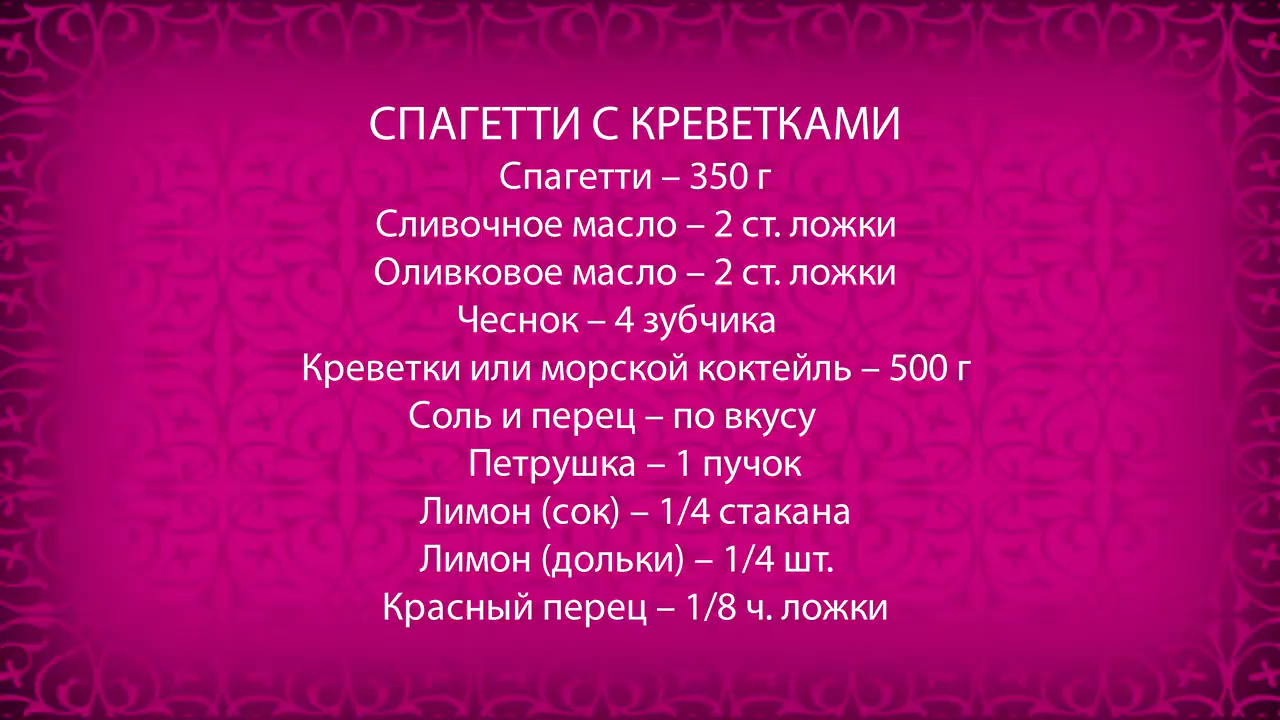 СПАГЕТТИ С КРЕВЕТКАМИ
Спагетти – 350 г
Сливочное масло – 2 ст. ложки
Оливковое масло – 2 ст. ложки
Чеснок – 4 зубчика
Креветки или морской коктейль – 500 г
Соль и перец – по вкусу
Петрушка – 1 пучок
Лимон (сок) – 1/4 стакана
Лимон (дольки) – 1/4 шт.
Красный перец – 1/8 ч. ложки